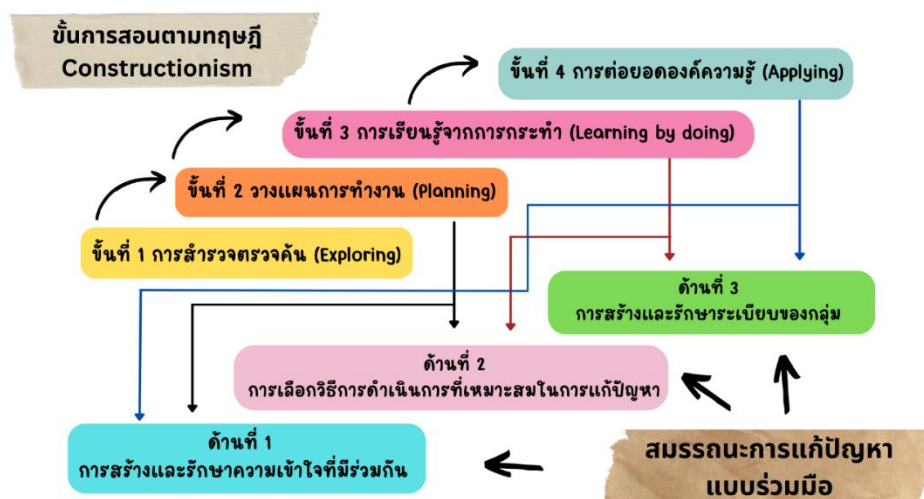 ขั้นการสอนตามทฤษฎี
Constructionism
ขั้นที่ 4 การต่อยอดองค์ความรู้ (Applying)
ขั้นที่ 3 การเรียนรู้จากการกระทำ (Learning by doing)
ขั้นที่ 2 วางแผนการทำงาน (Planning)
ขั้นที่ 1 การสำรวจตรวจค้น (Exploring)
ด้านที่ 3
การสร้างและรักษาระเบียบของกลุ่ม
ด้านที่ 2
การเลือกวิธีการดำเนินการที่เหมาะสมในการแก้ปัญหา
ด้านที่ 1
การสร้างและรักษาความเข้าใจที่มีร่วมกัน
สมรรถนะการแก้ปัญหา
แบบร่วมมือ